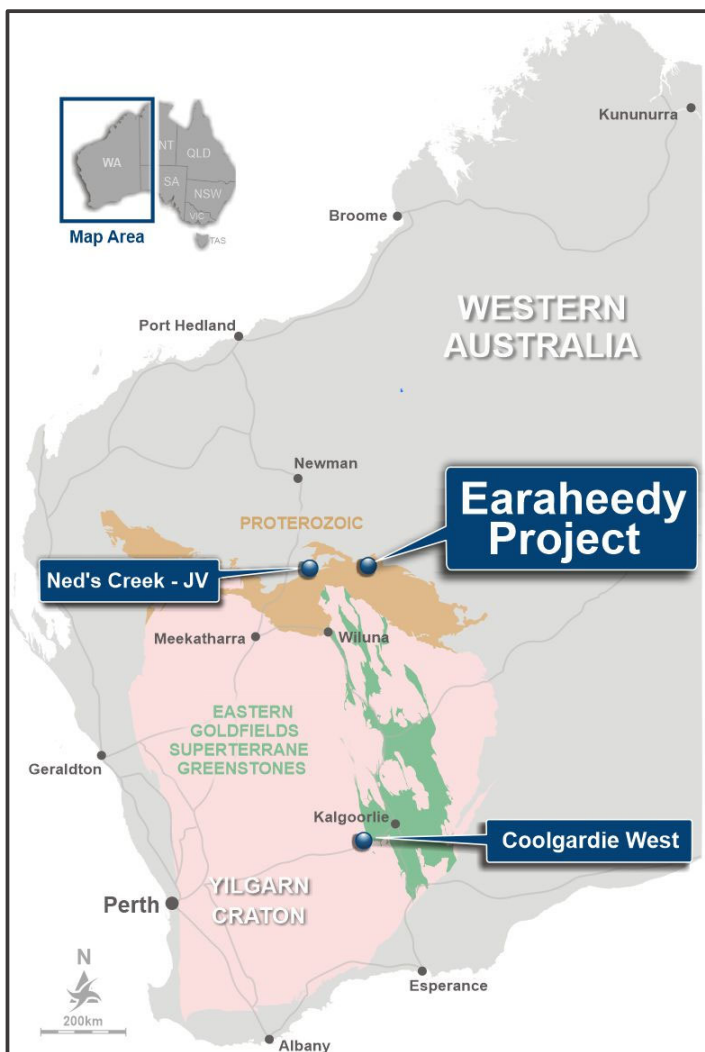 Kununurra
WA
NT
QLD
SA
NSW
VIC
TAS
Map Area
Broome
WESTERN
AUSTRALIA
Port Hedland
Newman
Earaheedy
Project
PROTEROZOIC
Ned's Creek - JV
Meekatharra
Wiluna
EASTERN
GOLDFIELDS
SUPERTERRANE
GREENSTONES
Geraldton
Kalgoorlie
Coolgardie West
YILGARN
CRATON
Perth
N
200km
Esperance
Albany